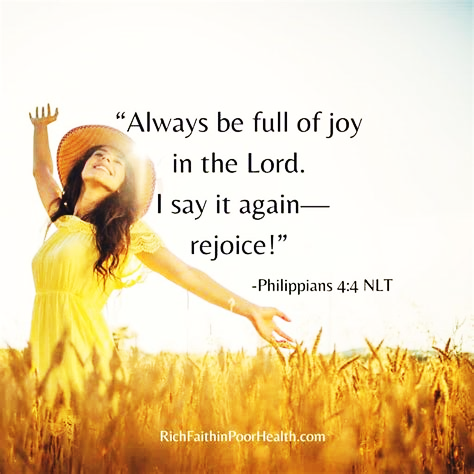 “Always be full of joy
in the Lord.
I say it again—
rejoice!”
-Philippians 4:4 NLT
RichFaithinPoorHealth.com